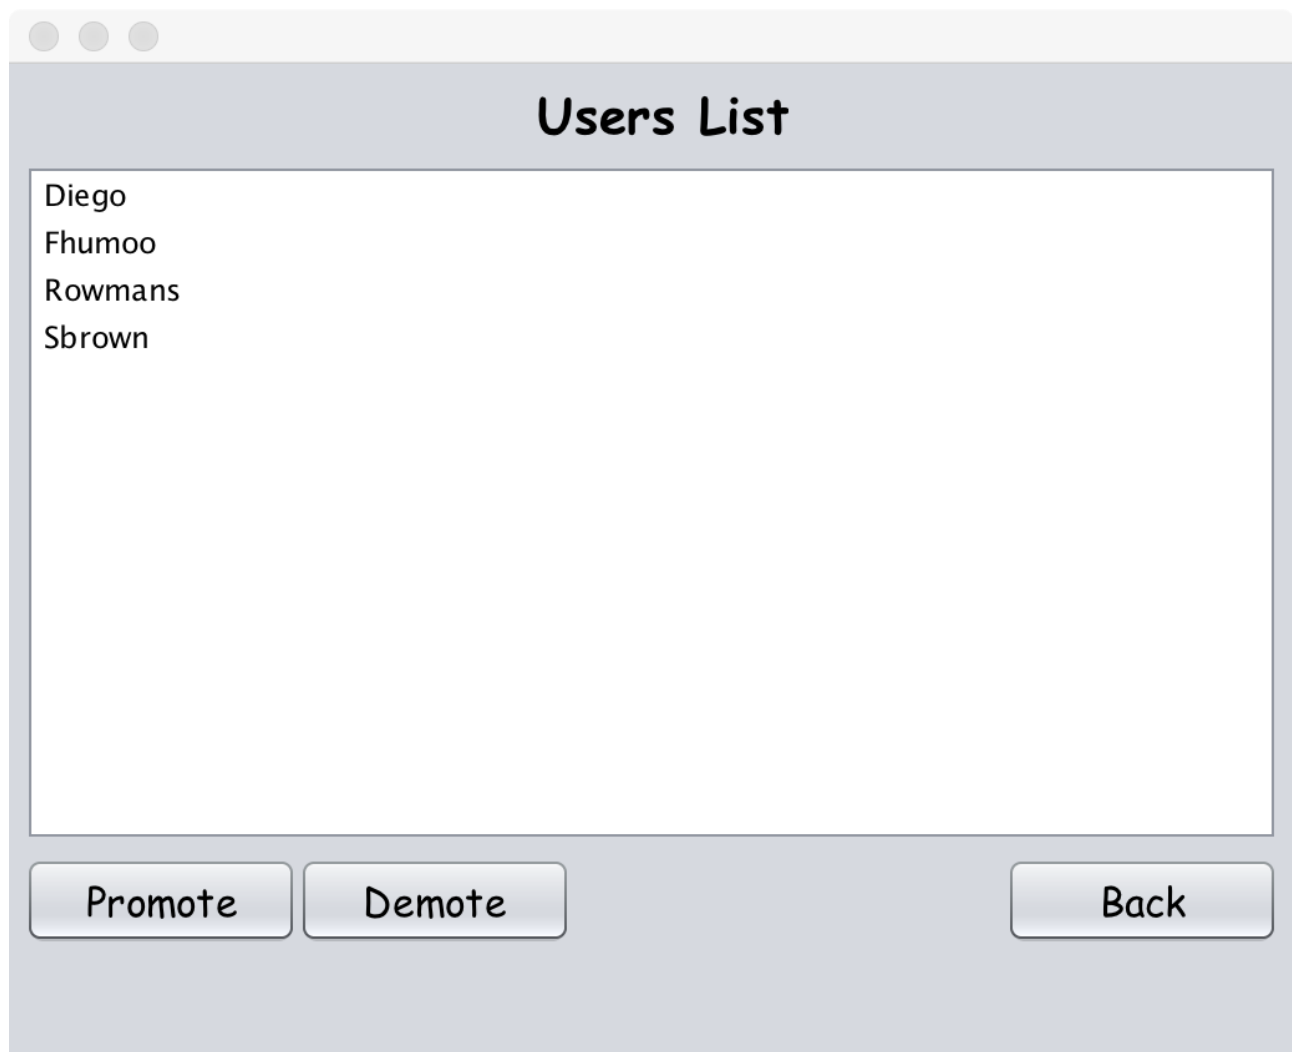 Users List
Diego
Fhumoo
Rowmans
Sbrown
Promote Demote Back